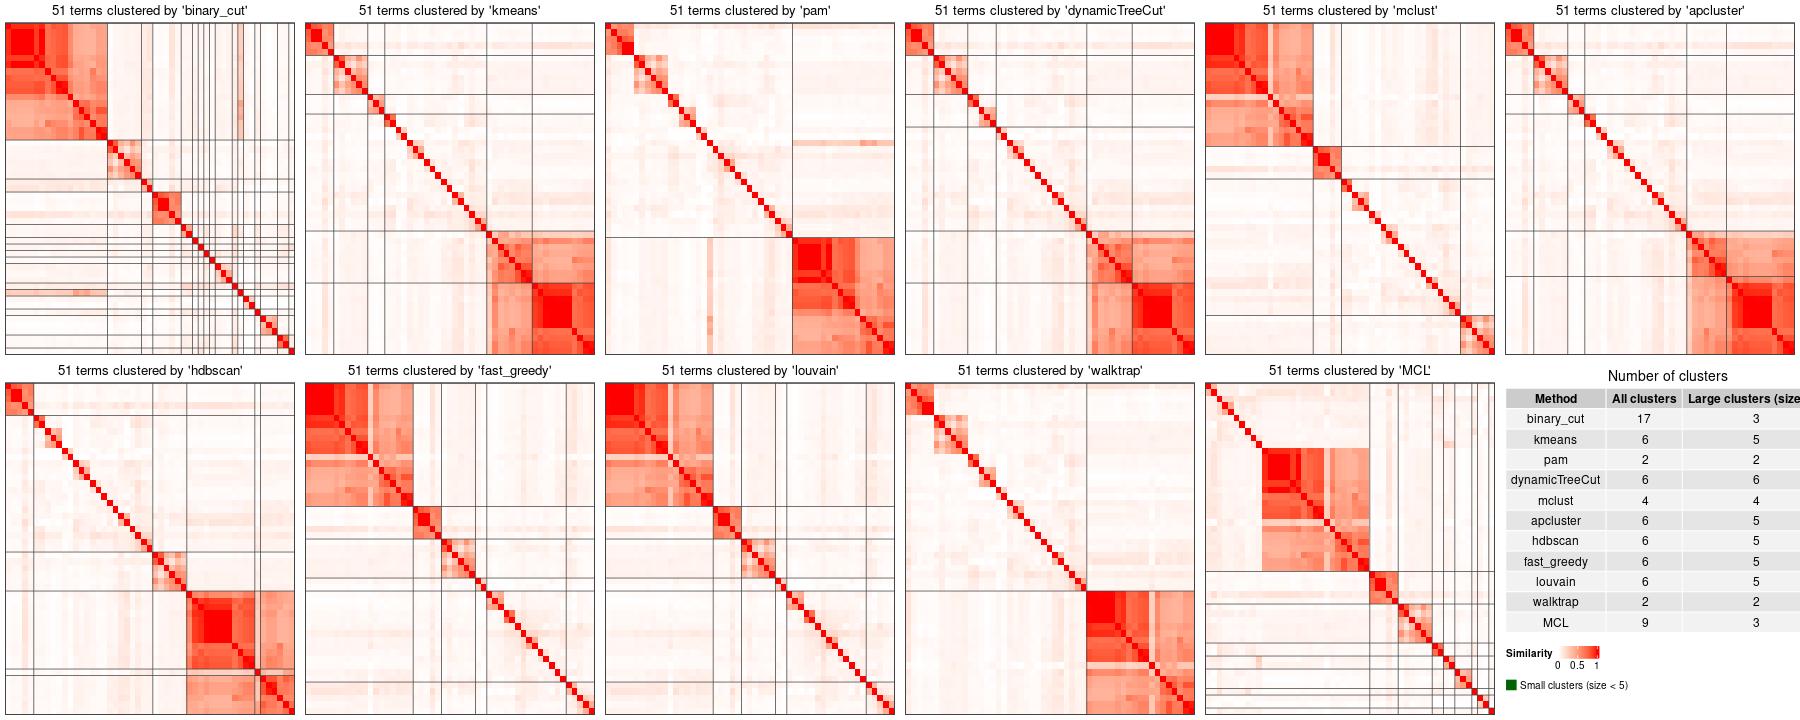 51 terms clustered by 'binary_cut'
51 terms clustered by 'kmeans'
51 terms clustered by 'pam'
51 terms clustered by 'dynamicTreeCut'
51 terms clustered by 'mclust'
51 terms clustered by 'apcluster'
51 terms clustered by 'hdbscan'
51 terms clustered by 'fast_greedy'
51 terms clustered by 'louvain'
51 terms clustered by 'walktrap'
51 terms clustered by 'MCL'
Number of clusters
Method All clusters Large clusters (size
binary_cut 17 3
kmeans 6 5
pam 2 2
dynamicTreeCut 6 6
mclust 4 4
apcluster 6 5
hdbscan 6 5
fast_greedy 6 5
louvain 6 5
walktrap 2 2
MCL 9 3
Similarity
0 0.5 1
Small clusters (size < 5)